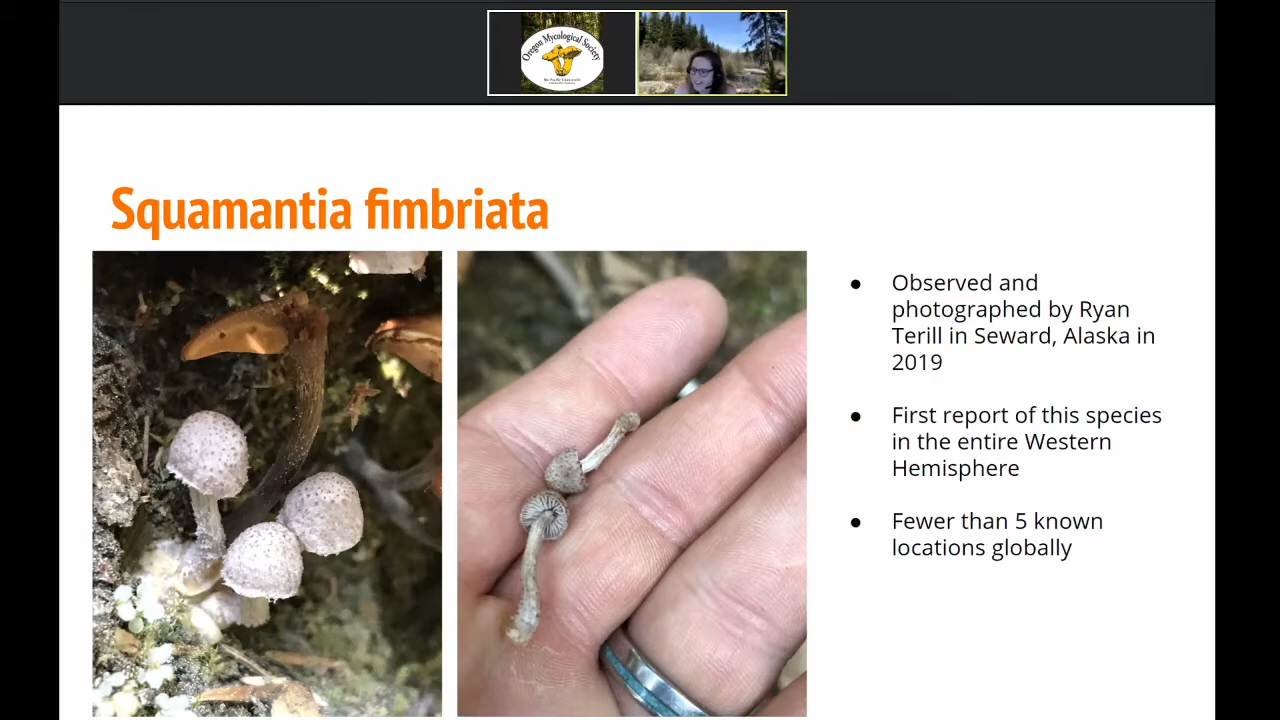 Oregon Mycological Society
Squamantia fimbriata
● Observed and
photographed by Ryan
Terill in Seward, Alaska in
2019
● First report of this species
in the entire Western
Hemisphere
● Fewer than 5 known
locations globally